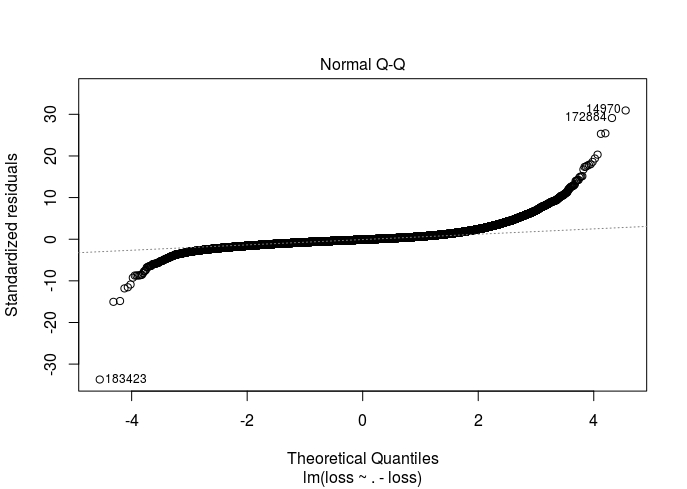 Normal Q-Q
30
20
10
0
-10
-20
-30
Standardized residuals
14970
172884
183423
-4 -2 0 2 4
Theoretical Quantiles
lm(loss ~ . - loss)